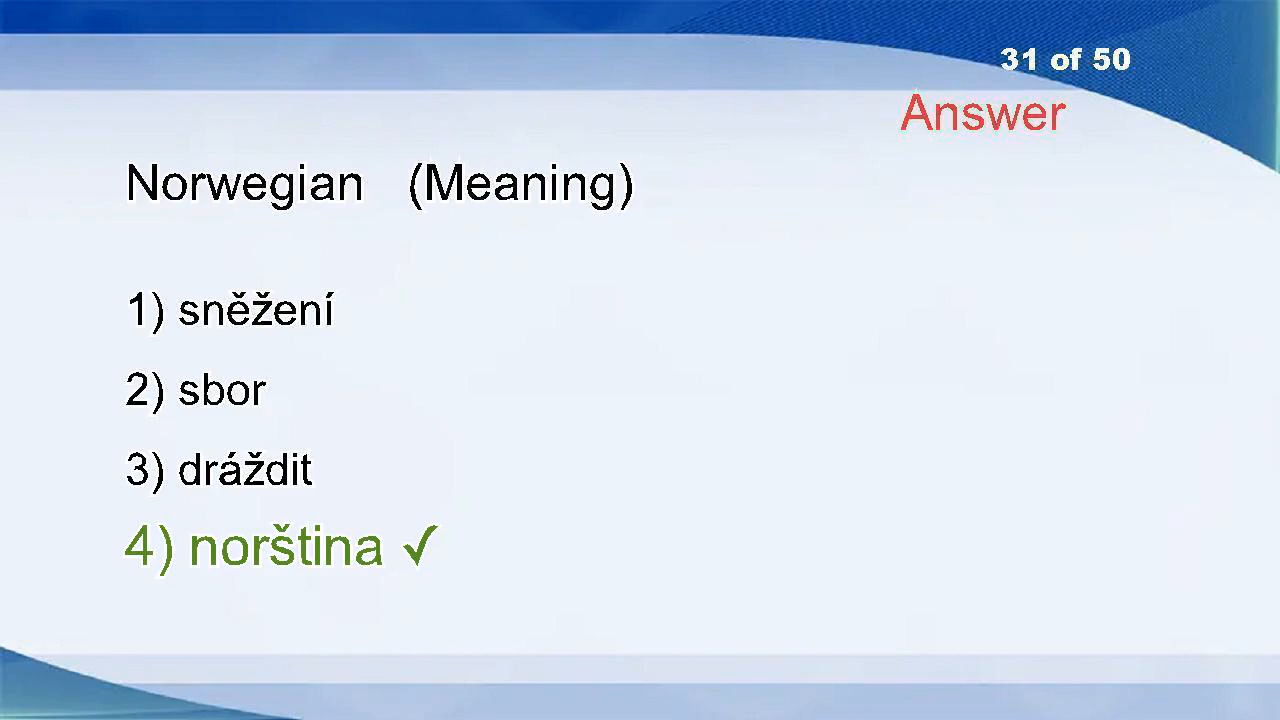 31 of 50
Answer
Norwegian (Meaning)
1) sněžení
2) sbor
3) dráždit
4) norština ✓